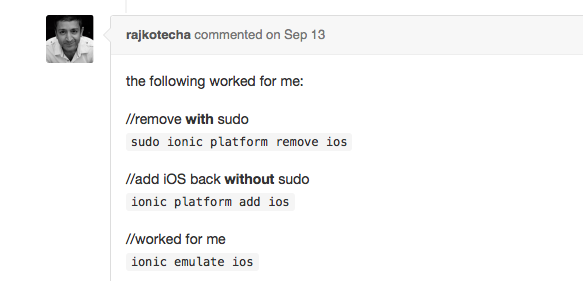 rajkotecha commented on Sep 13
the following worked for me:
//remove with sudo
sudo ionic platform remove ios
//add iOS back without sudo
ionic platform add ios
//worked for me
ionic emulate ios